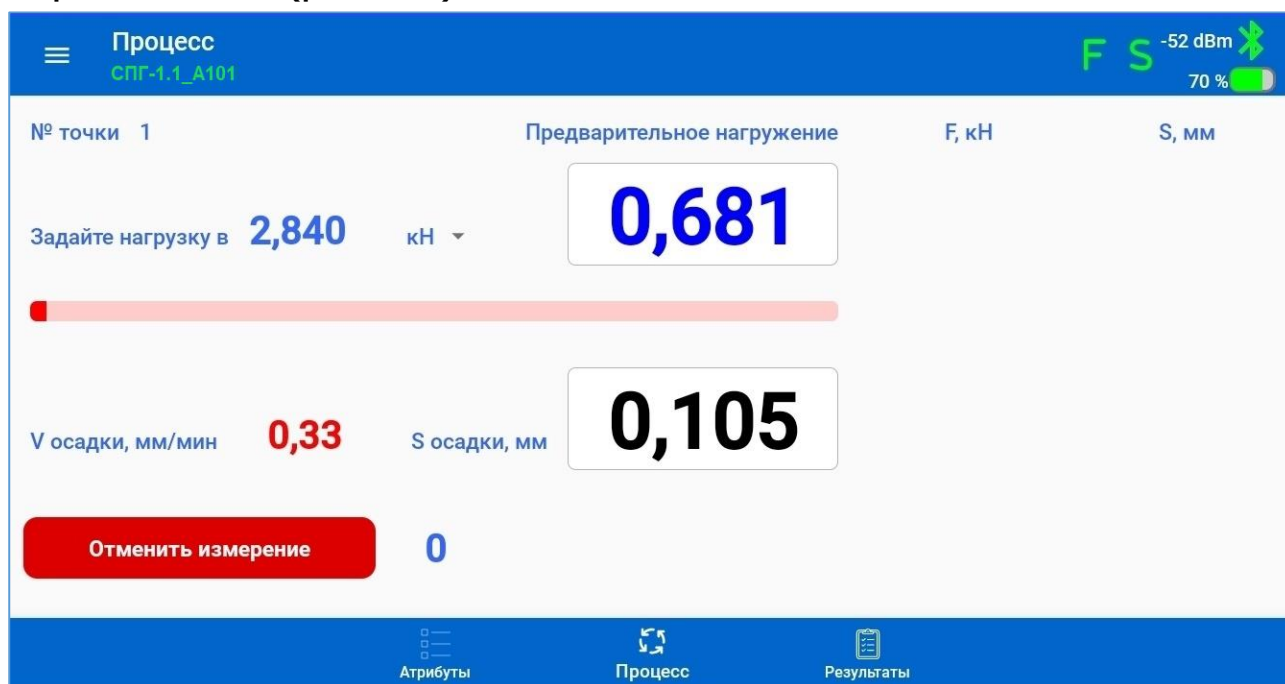 Процесс
СПГ-1.1_А101
F S -52 dBm
70 %
№ точки 1 Предварительное нагружение F, кН S, мм
Задайте нагрузку в 2,840 кН 0,681
V осадки, мм/мин 0,33 S осадки, мм 0,105
Отменить измерение 0
Атрибуты Процесс Результаты